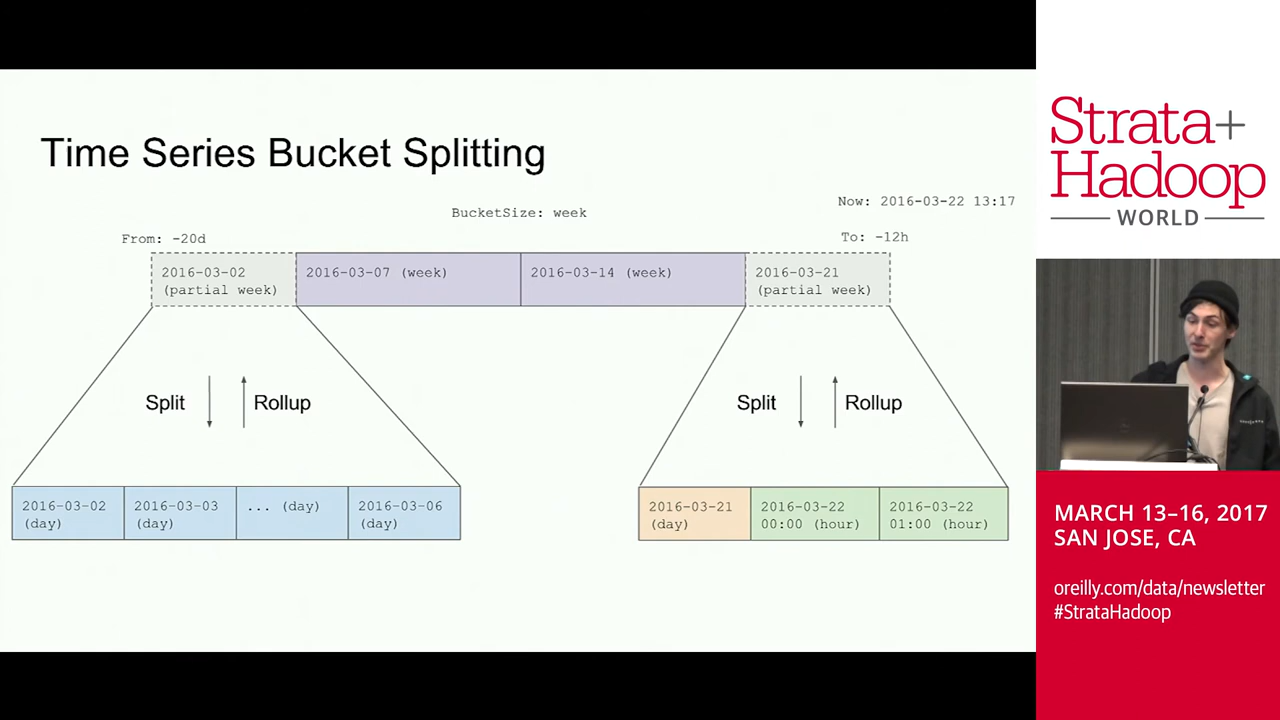 Time Series Bucket Splitting
Now: 2016-03-22 13:17
BucketSize: week
From: -20d
To: -12h
2016-03-02
(partial week)
2016-03-07 (week)
2016-03-14 (week)
2016-03-21
(partial week)
Split
Rollup
Split
Rollup
2016-03-02
(day)
2016-03-03
(day)
... (day)
2016-03-06
(day)
2016-03-21
(day)
2016-03-22
00:00 (hour)
2016-03-22
01:00 (hour)
Strata+
Hadoop
WORLD
MARCH 13–16, 2017
SAN JOSE, CA
oreilly.com/data/newsletter
#StrataHadoop